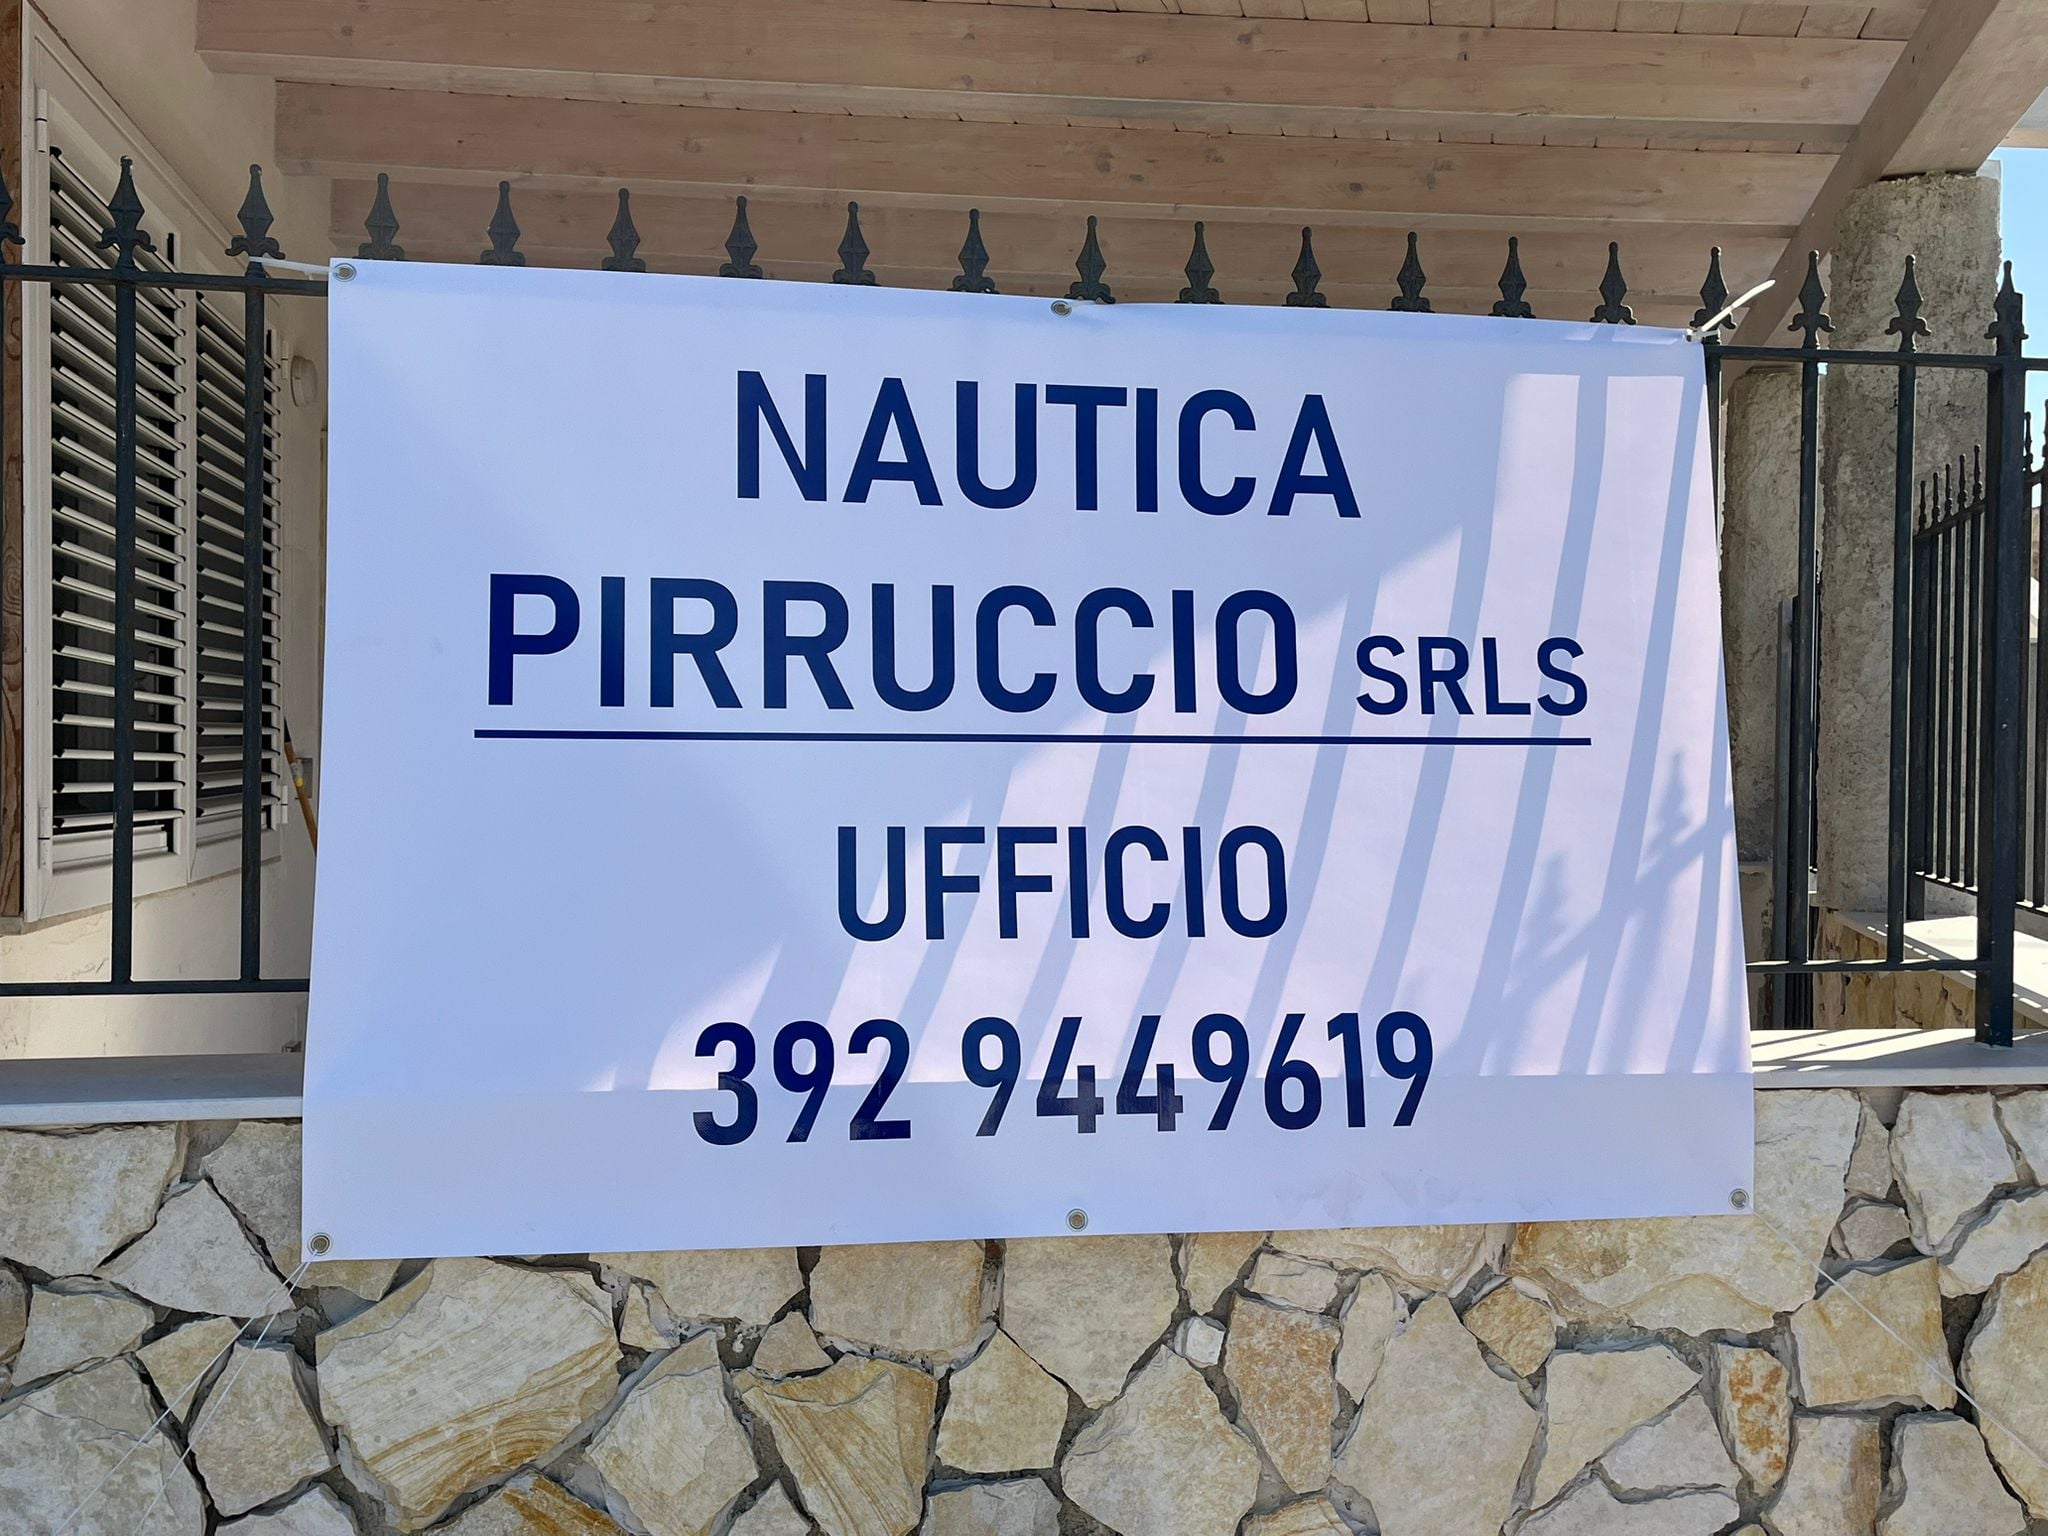 NAUTICA
PIRRUCCIO SRLS
UFFICIO
392 9449619